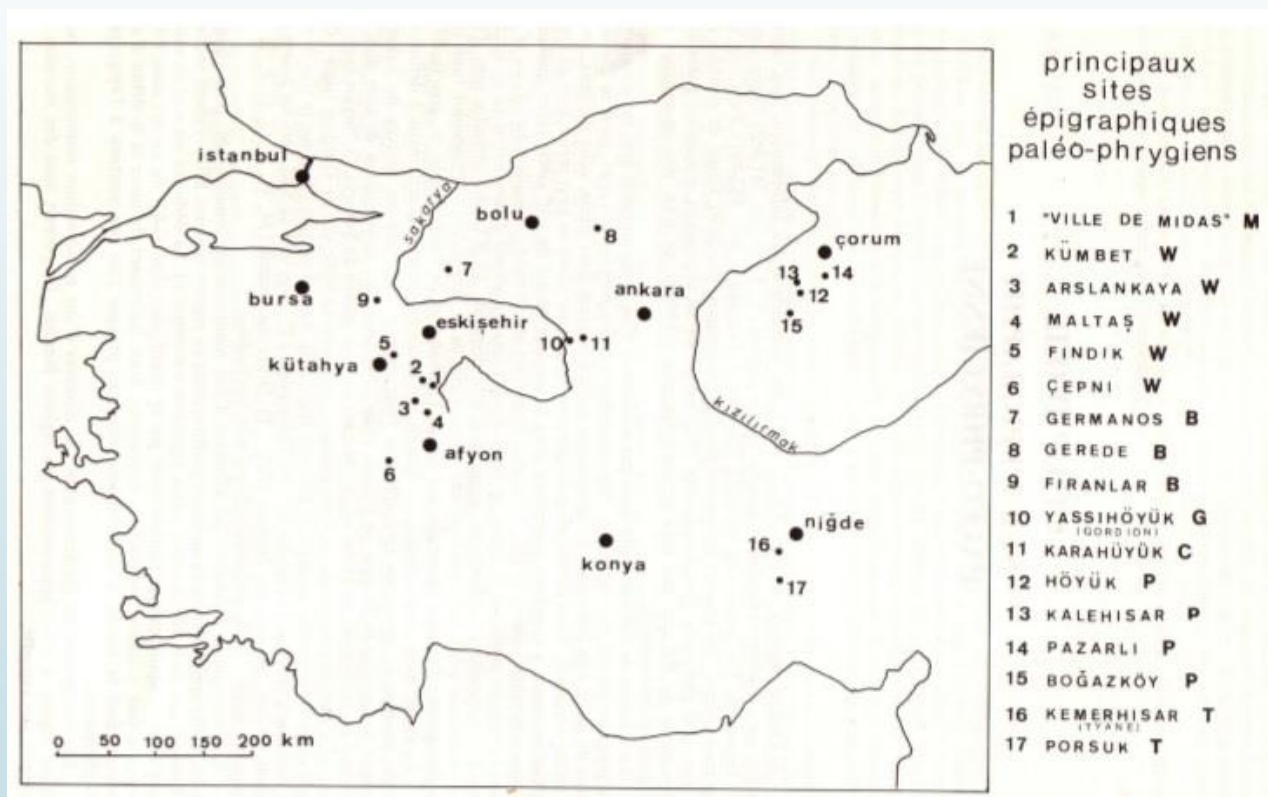 principaux
sites
épigraphiques
paléo-phrygiens
1 "VILLE DE MIDAS" M
2 KÜMBET W
3 ARSLANKAYA W
4 MALTAŞ W
5 FINDIK W
6 ÇEPNI W
7 GERMANOS B
8 GEREDE B
9 FIRANLAR B
10 YASSIHÖYÜK G
(GORDION)
11 KARAHÜYÜK C
12 HÖYÜK P
13 KALEHISAR P
14 PAZARLI P
15 BOĞAZKÖY P
16 KEMERHISAR T
(TYANE)
17 PORSUK T
istanbul
sakarya
bolu
8
çorum
7
13
14
12
bursa
9
ankara
15
eskişehir
10
11
5
kütahya
2
1
3
4
kızılırmak
afyon
6
niğde
16
konya
17
0 50 100 150 200 km